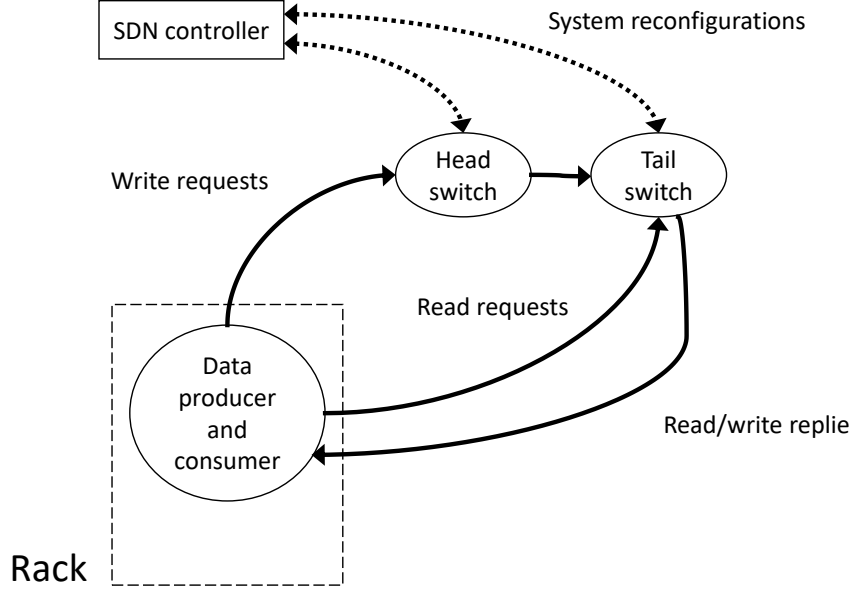 SDN controller
System reconfigurations
Head
switch
Tail
switch
Write requests
Read requests
Data
producer
and
consumer
Read/write replie
Rack